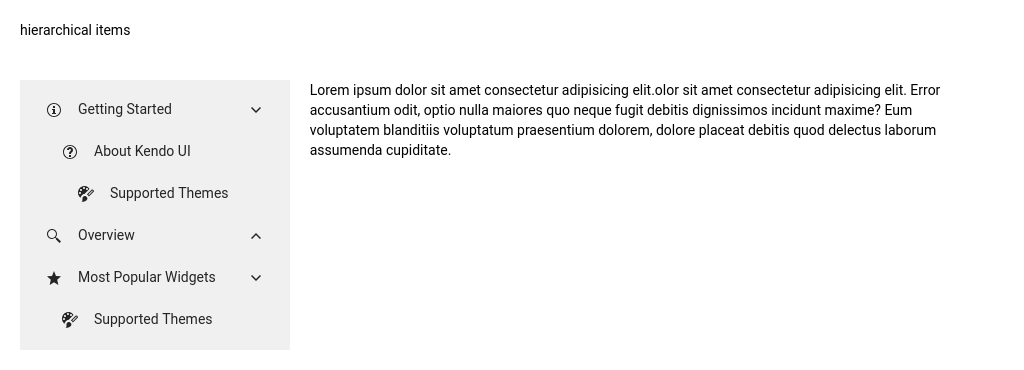 hierarchical items
Getting Started
About Kendo UI
Supported Themes
Overview
Most Popular Widgets
Supported Themes
Lorem ipsum dolor sit amet consectetur adipisicing elit.olor sit amet consectetur adipisicing elit. Error
accusantium odit, optio nulla maiores quo neque fugit debitis dignissimos incidunt maxime? Eum
voluptatem blanditiis voluptatum praesentium dolorem, dolore placeat debitis quod delectus laborum
assumenda cupiditate.